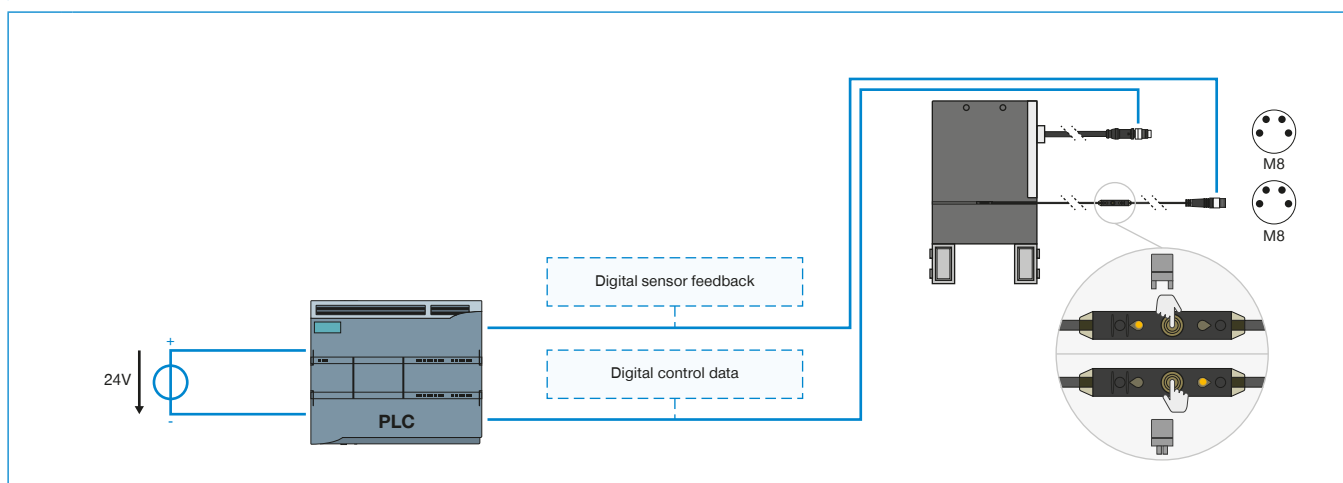 M8
M8
Digital sensor feedback
+
24V
Digital control data
PLC
-